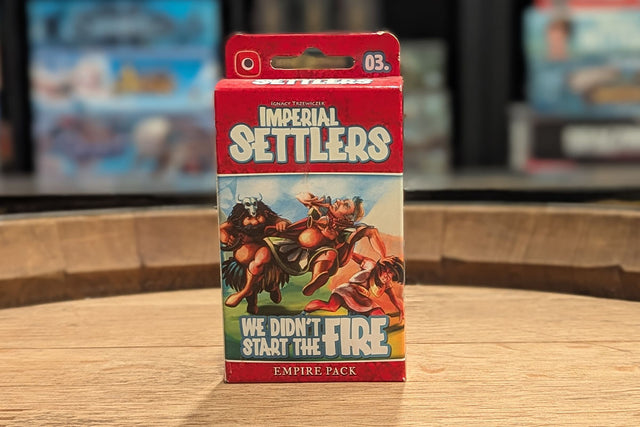 03.
IGNACY TRZEWICZEK
IMPERIAL
SETTLERS
WE DIDN'T
START THE FIRE
EMPIRE PACK